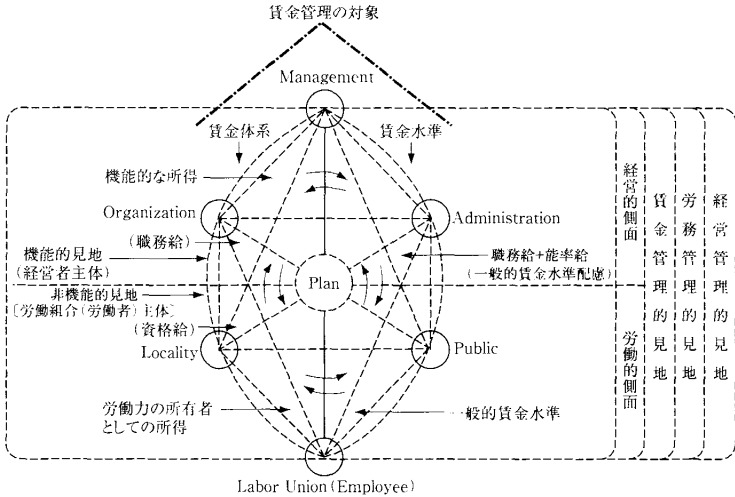 賃金管理の対象
Management
賃金体系
賃金水準
機能的な所得
Organization
Administration
(職務給)
機能的見地
(経営者主体)
職務給+能率給
(一般的賃金水準配慮)
Plan
非機能的見地
〔労働組合(労働者)主体〕
(資格給)
Locality
Public
労働力の所有者
としての所得
一般的賃金水準
Labor Union(Employee)
経営的側面
労働的側面
賃金管理的見地
労務管理的見地
経営管理的見地